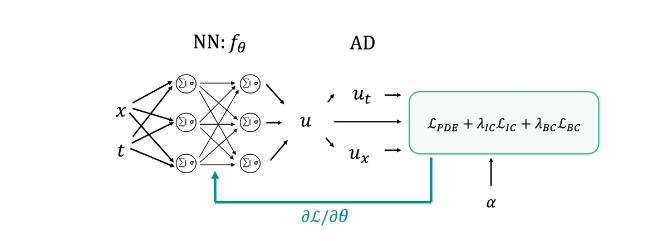 NN: f_θ
AD
x
t
Σ σ
Σ σ
Σ σ
Σ σ
Σ σ
Σ σ
u
u_t
u_x
ℒ_PDE + λ_IC ℒ_IC + λ_BC ℒ_BC
α
∂ℒ/∂θ